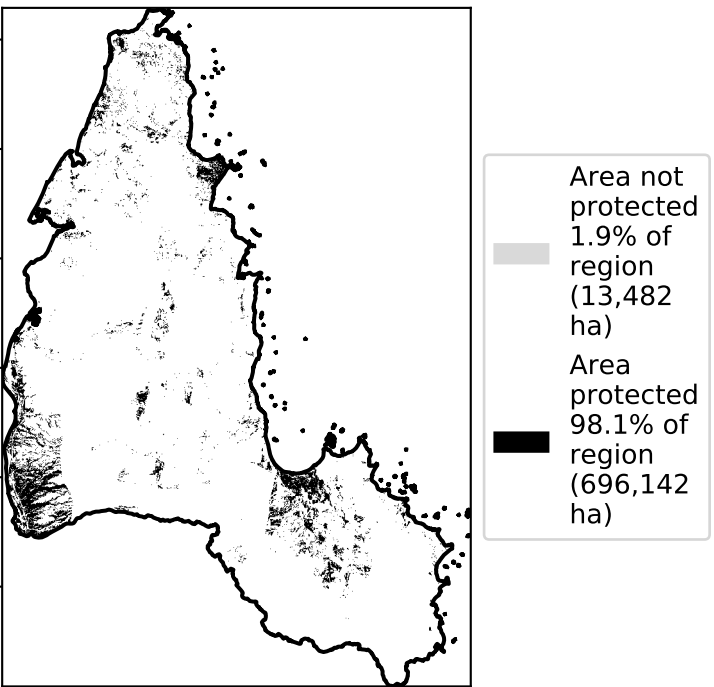 Area not
protected
1.9% of
region
(13,482
ha)
Area
protected
98.1% of
region
(696,142
ha)